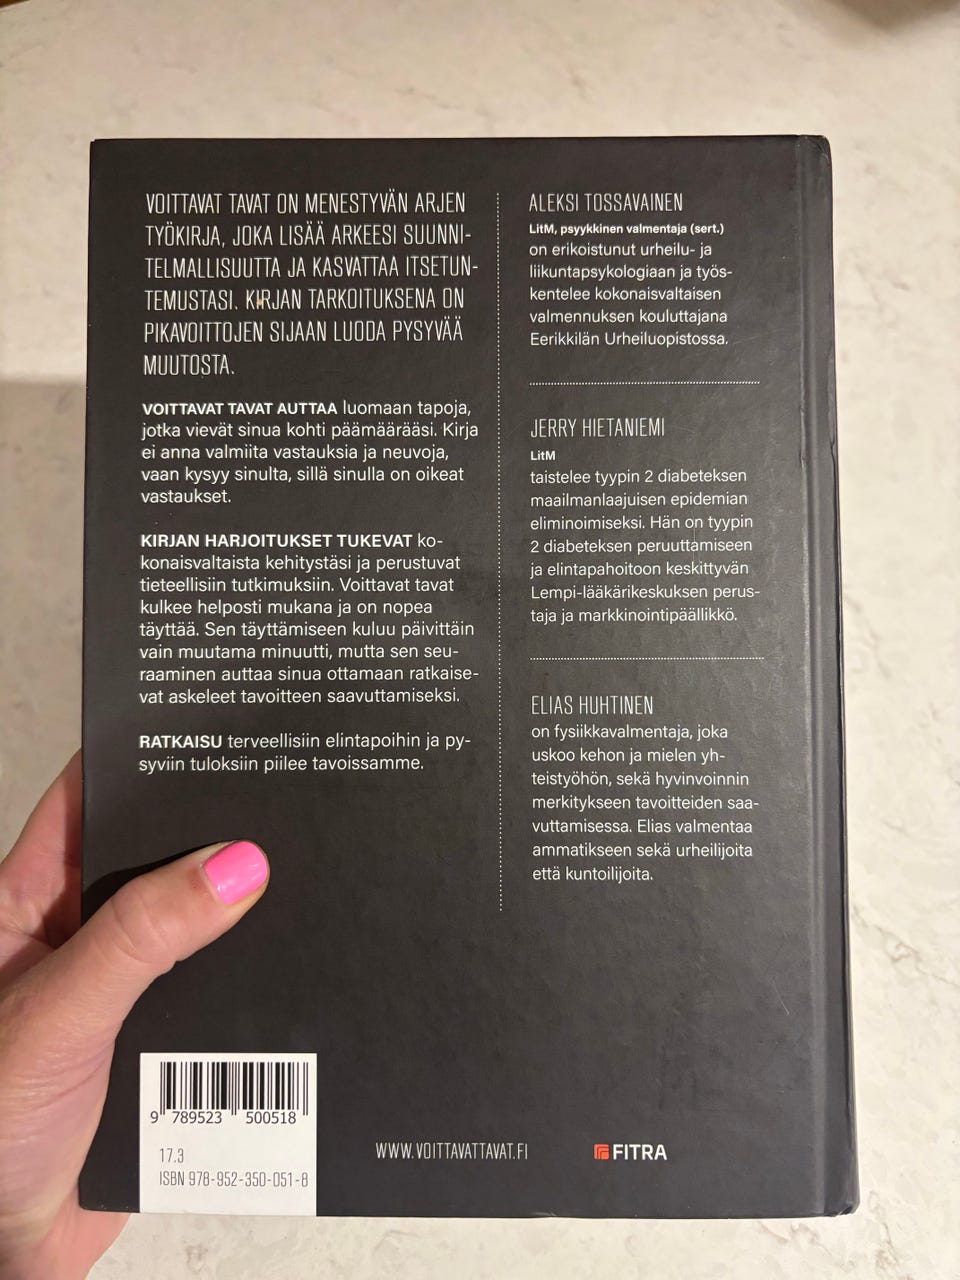 VOITTAVAT TAVAT ON MENESTYVÄN ARJEN
TYÖKIRJA, JOKA LISÄÄ ARKEESI SUUNNI-
TELMALLISUUTTA JA KASVATTAA ITSETUN-
TEMUSTASI. KIRJAN TARKOITUKSENA ON
PIKAVOITTOJEN SIJAAN LUODA PYSYVÄÄ
MUUTOSTA.
VOITTAVAT TAVAT AUTTAA luomaan tapoja,
jotka vievät sinua kohti päämäärääsi. Kirja
ei anna valmiita vastauksia ja neuvoja,
vaan kysyy sinulta, sillä sinulla on oikeat
vastaukset.
KIRJAN HARJOITUKSET TUKEVAT ko-
konaisvaltaista kehitystäsi ja perustuvat
tieteellisiin tutkimuksiin. Voittavat tavat
kulkee helposti mukana ja on nopea
täyttää. Sen täyttämiseen kuluu päivittäin
vain muutama minuutti, mutta sen seu-
raaminen auttaa sinua ottamaan ratkaise-
vat askeleet tavoitteen saavuttamiseksi.
RATKAISU terveellisiin elintapoihin ja py-
syviin tuloksiin piilee tavoissamme.
ALEKSI TOSSAVAINEN
LitM, psyykkinen valmentaja (sert.)
on erikoistunut urheilu- ja
liikuntapsykologiaan ja työs-
kentelee kokonaisvaltaisen
valmennuksen kouluttajana
Eerikkilän Urheiluopistossa.
JERRY HIETANIEMI
LitM
taistelee tyypin 2 diabeteksen
maailmanlaajuisen epidemian
eliminoimiseksi. Hän on tyypin
2 diabeteksen peruuttamiseen
ja elintapahoitoon keskittyvän
Lempi-lääkärikeskuksen perus-
taja ja markkinointipäällikkö.
ELIAS HUHTINEN
on fysiikkavalmentaja, joka
uskoo kehon ja mielen yh-
teistyöhön, sekä hyvinvoinnin
merkitykseen tavoitteiden saa-
vuttamisessa. Elias valmentaa
ammatikseen sekä urheilijoita
että kuntoilijoita.
9 789523 500518
17.3
ISBN 978-952-350-051-8
WWW.VOITTAVATTAVAT.FI
FITRA